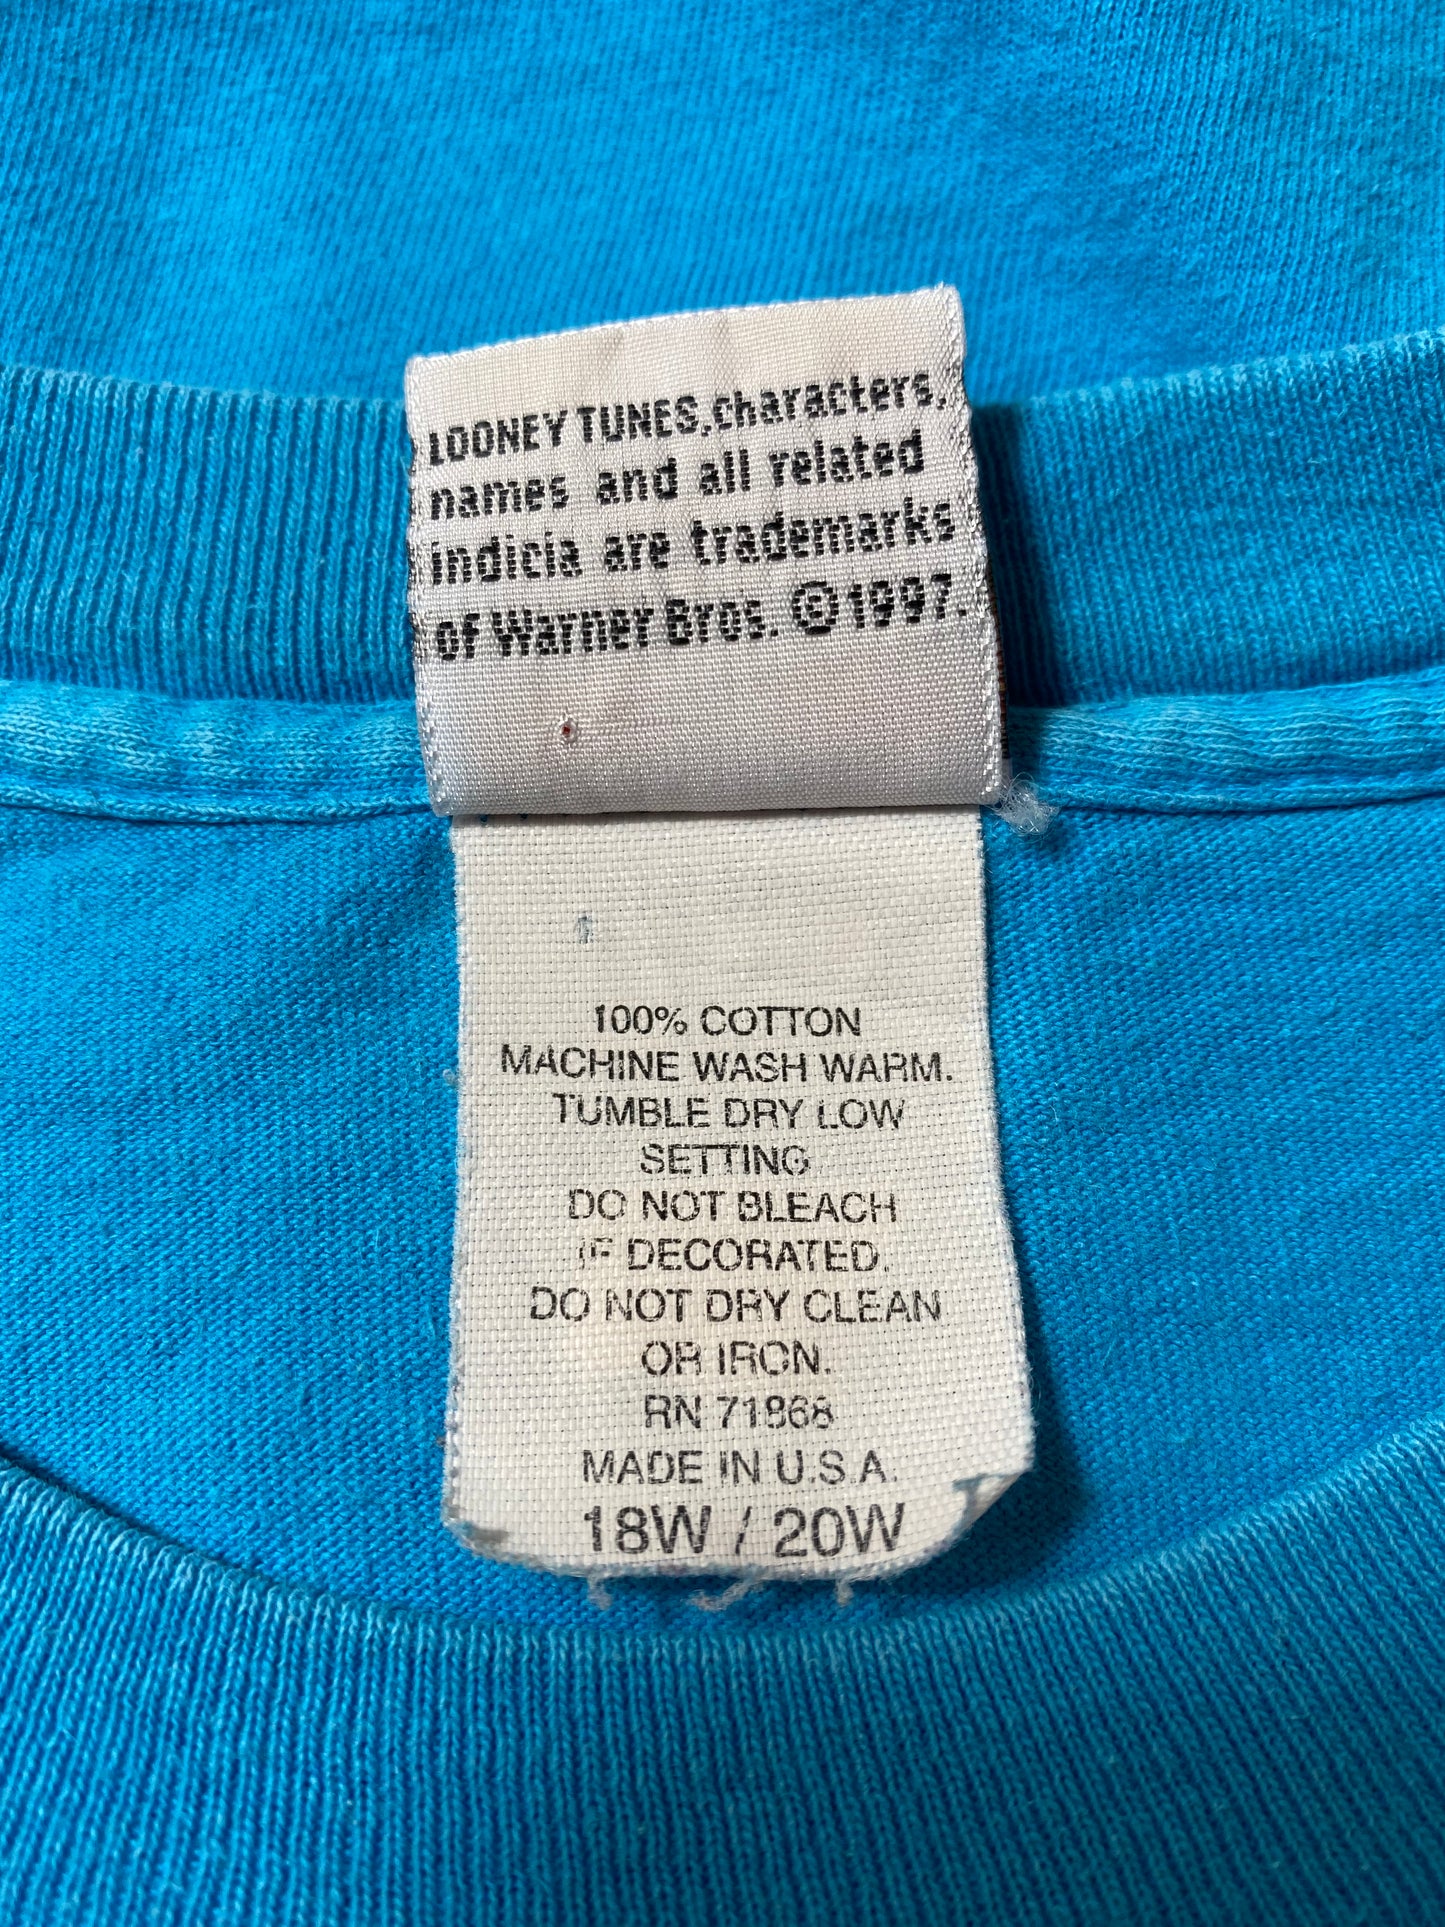 LOONEY TUNES, characters,
names and all related
indicia are trademarks
of Warner Bros. ©1997.
100% COTTON
MACHINE WASH WARM.
TUMBLE DRY LOW
SETTING
DO NOT BLEACH
IF DECORATED.
DO NOT DRY CLEAN
OR IRON.
RN 71868
MADE IN U.S.A.
18W / 20W